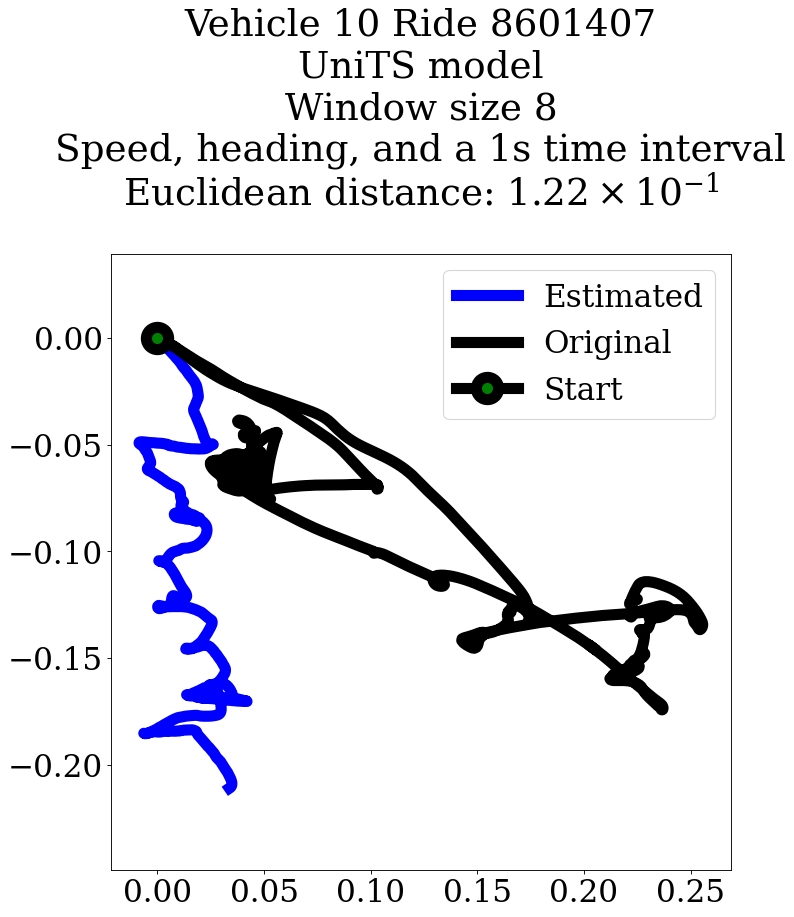 Vehicle 10 Ride 8601407
UniTS model
Window size 8
Speed, heading, and a 1s time interval
Euclidean distance: 1.22 × 10⁻¹
Estimated
Original
Start
0.00
−0.05
−0.10
−0.15
−0.20
0.00 0.05 0.10 0.15 0.20 0.25